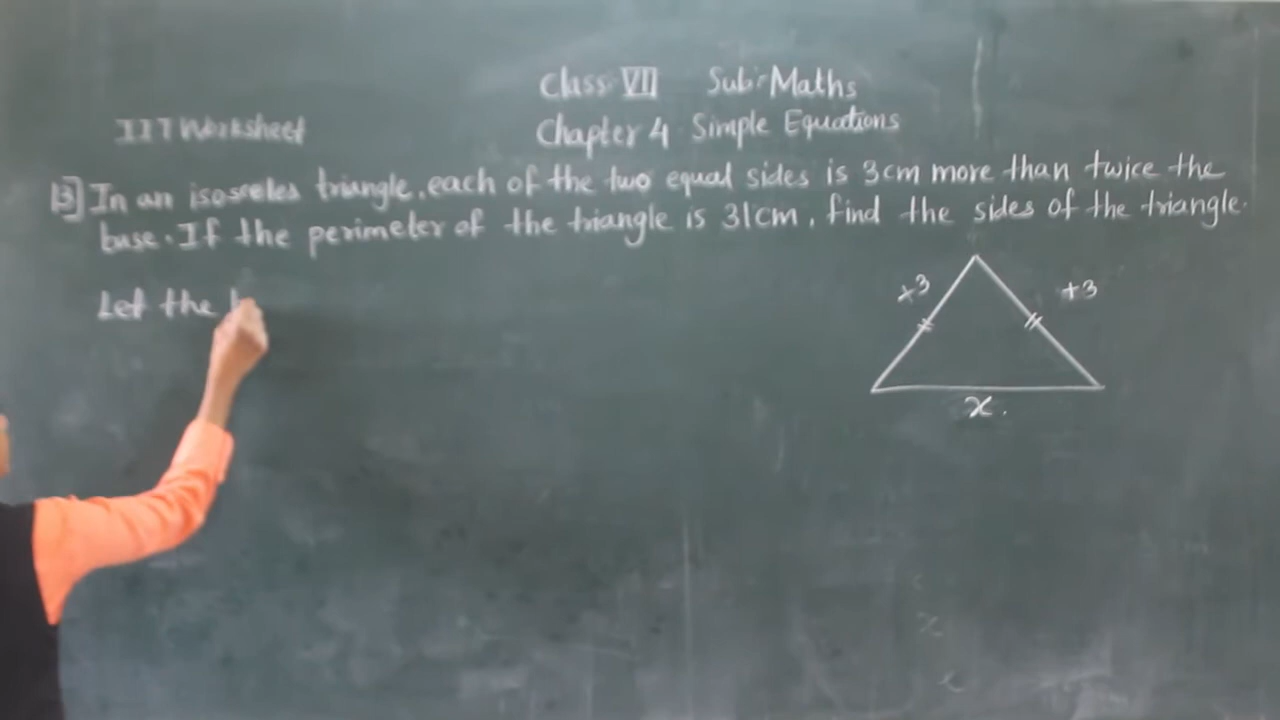 Class: VII Sub:- Maths
IIT Worksheet
Chapter 4 Simple Equations
13] In an isosceles triangle, each of the two equal sides is 3cm more than twice the
base. If the perimeter of the triangle is 31cm, find the sides of the triangle.
Let the
+3 +3
x.